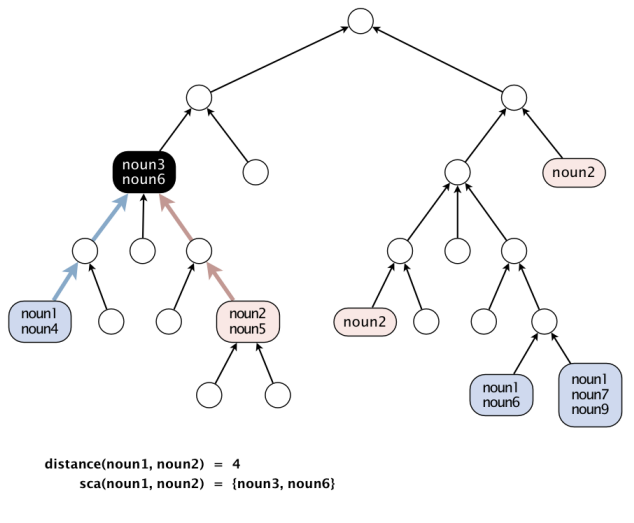 noun3
noun6
noun2
noun1
noun4
noun2
noun5
noun2
noun1
noun6
noun1
noun7
noun9
distance(noun1, noun2) = 4
sca(noun1, noun2) = {noun3, noun6}